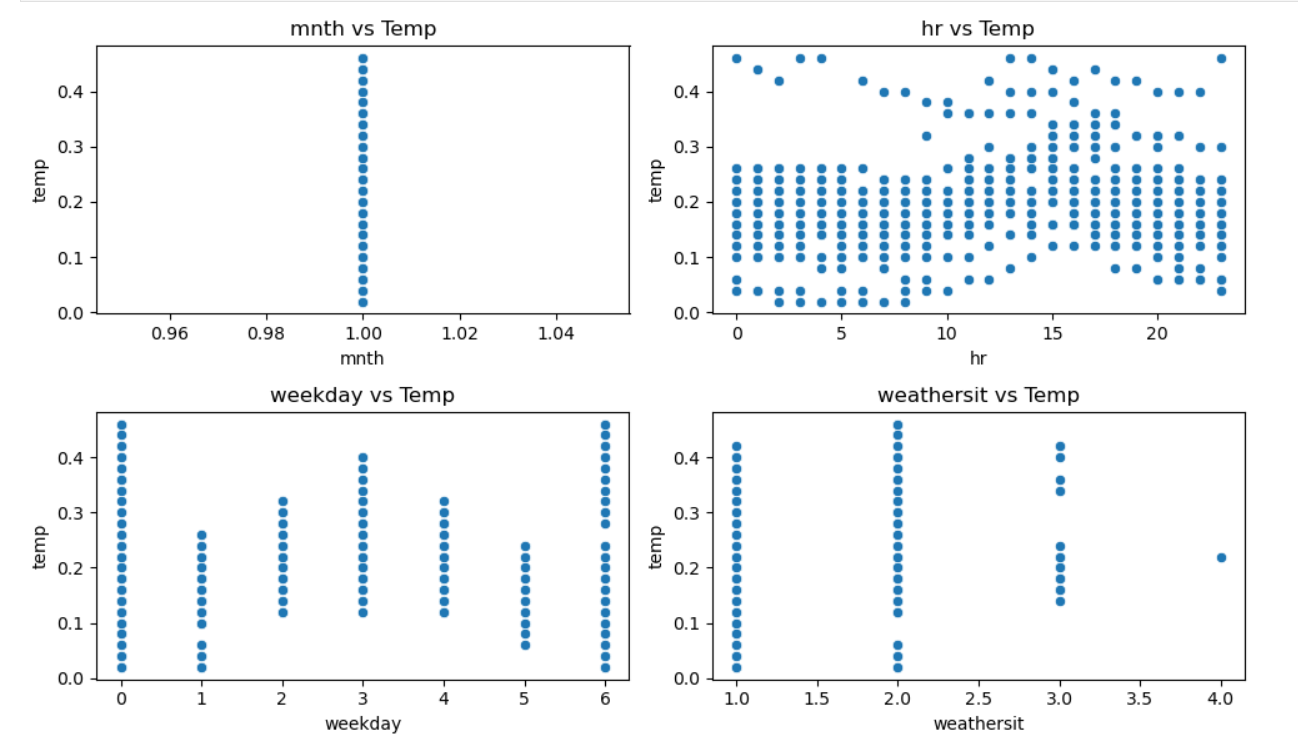 mnth vs Temp
temp
0.4
0.3
0.2
0.1
0.0
0.96 0.98 1.00 1.02 1.04
mnth
hr vs Temp
temp
0.4
0.3
0.2
0.1
0.0
0 5 10 15 20
hr
weekday vs Temp
temp
0.4
0.3
0.2
0.1
0.0
0 1 2 3 4 5 6
weekday
weathersit vs Temp
temp
0.4
0.3
0.2
0.1
0.0
1.0 1.5 2.0 2.5 3.0 3.5 4.0
weathersit